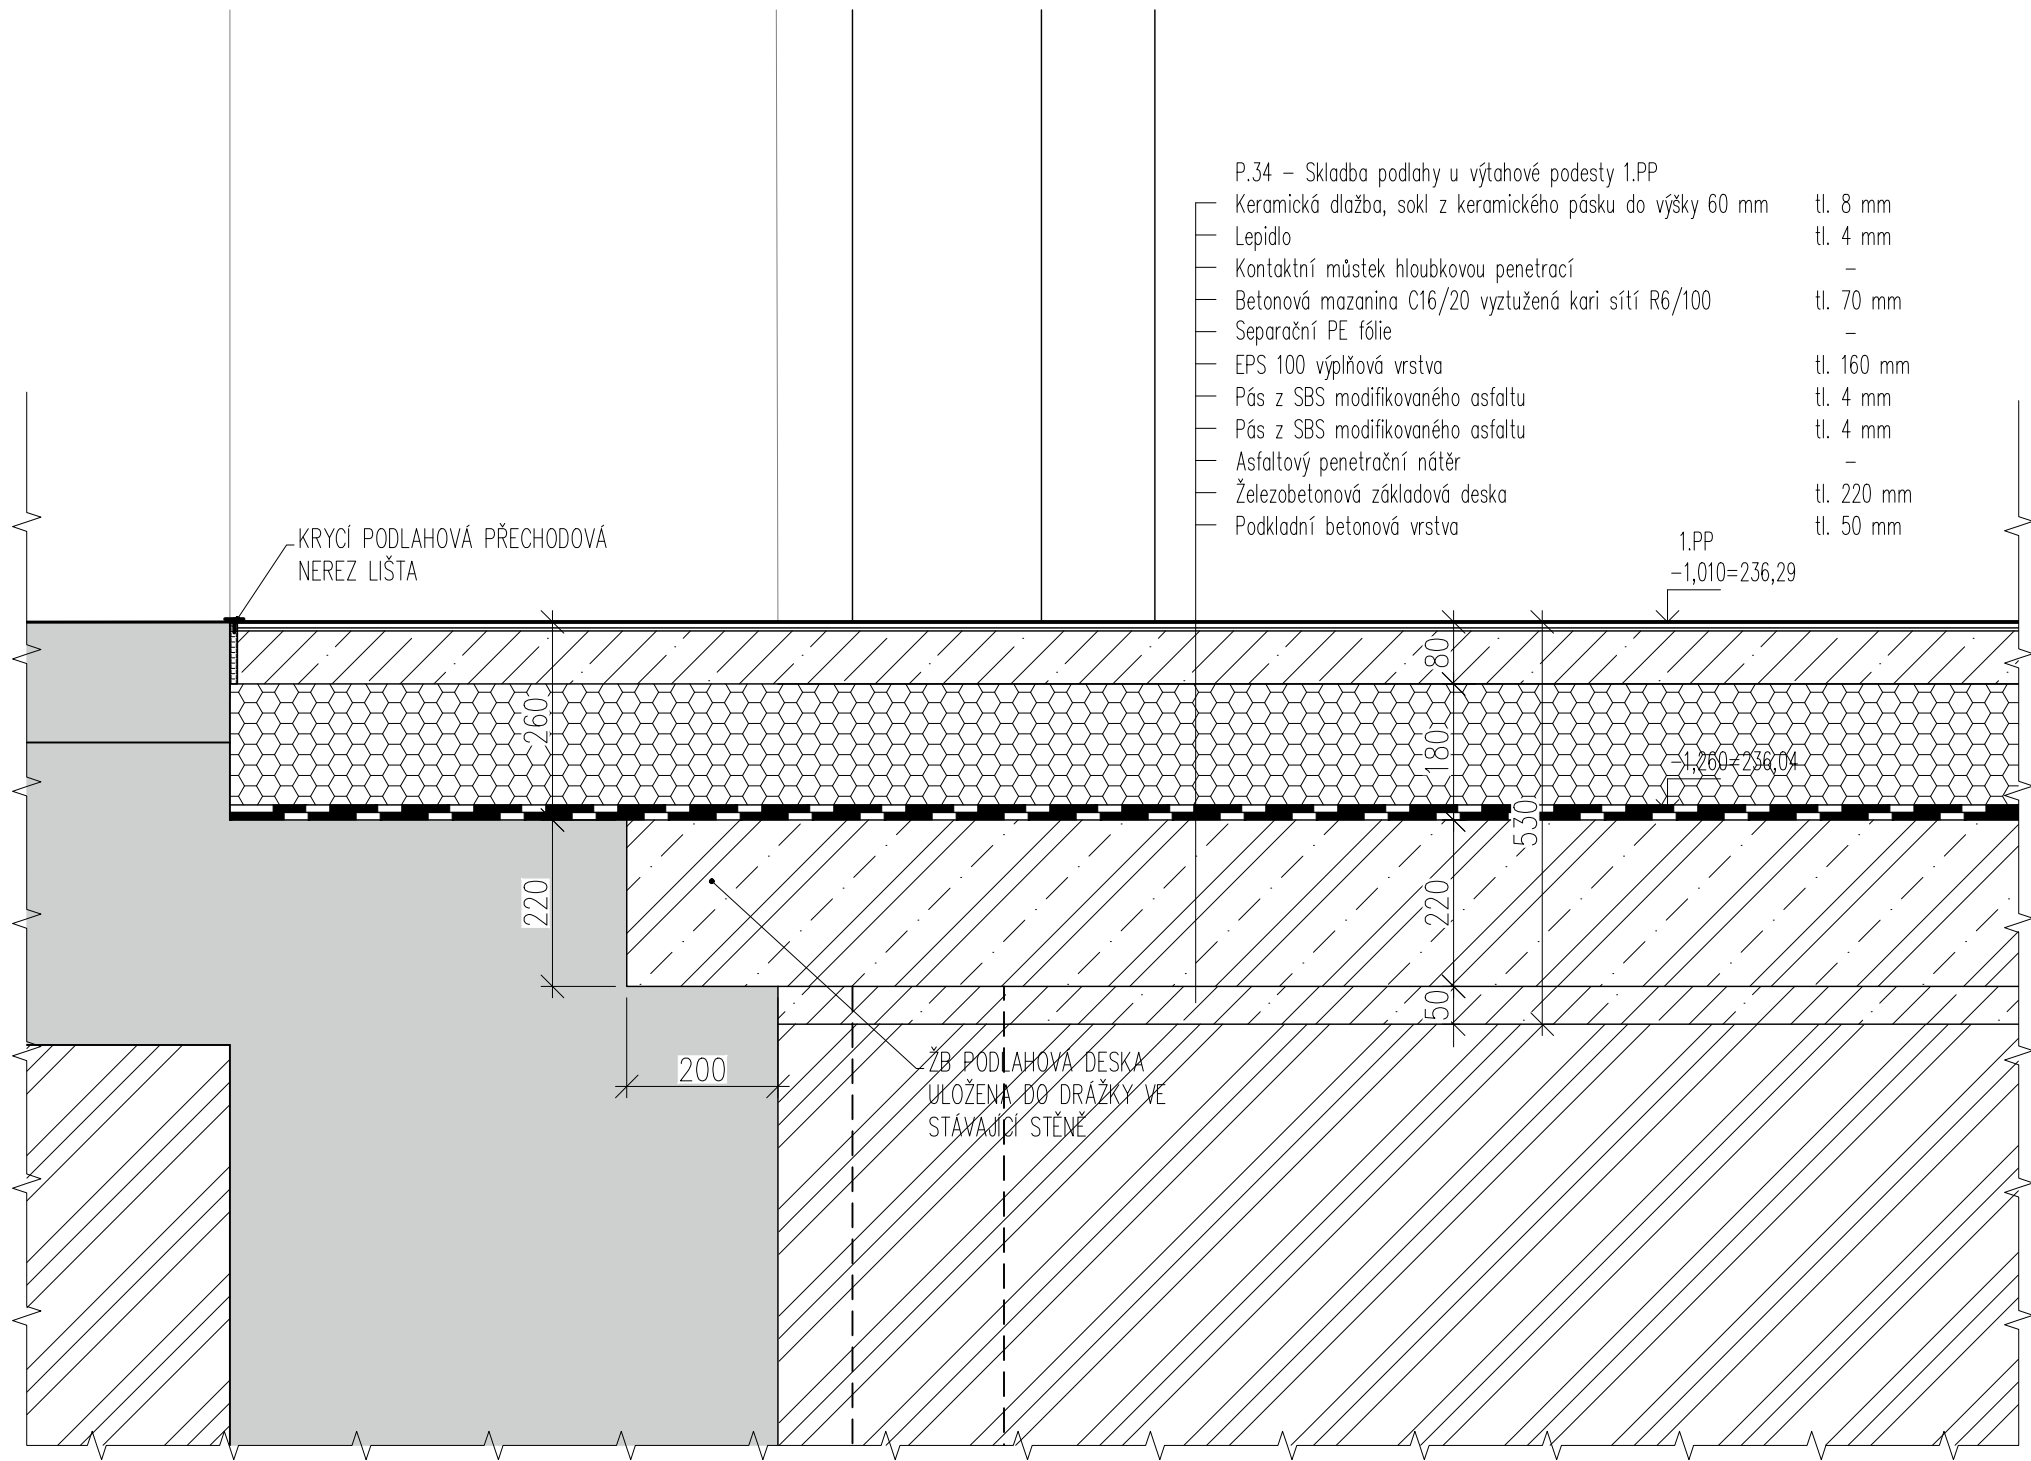 P.34 – Skladba podlahy u výtahové podesty 1.PP
Keramická dlažba, sokl z keramického pásku do výšky 60 mm tl. 8 mm
Lepidlo tl. 4 mm
Kontaktní můstek hloubkovou penetrací –
Betonová mazanina C16/20 vyztužená kari sítí R6/100 tl. 70 mm
Separační PE fólie –
EPS 100 výplňová vrstva tl. 160 mm
Pás z SBS modifikovaného asfaltu tl. 4 mm
Pás z SBS modifikovaného asfaltu tl. 4 mm
Asfaltový penetrační nátěr –
Železobetonová základová deska tl. 220 mm
Podkladní betonová vrstva tl. 50 mm
KRYCÍ PODLAHOVÁ PŘECHODOVÁ
NEREZ LIŠTA
1.PP
–1,010=236,29
80
260
180
–1,260=236,04
530
220
220
50
200
ŽB PODLAHOVÁ DESKA
ULOŽENA DO DRÁŽKY VE
STÁVAJÍCÍ STĚNĚ